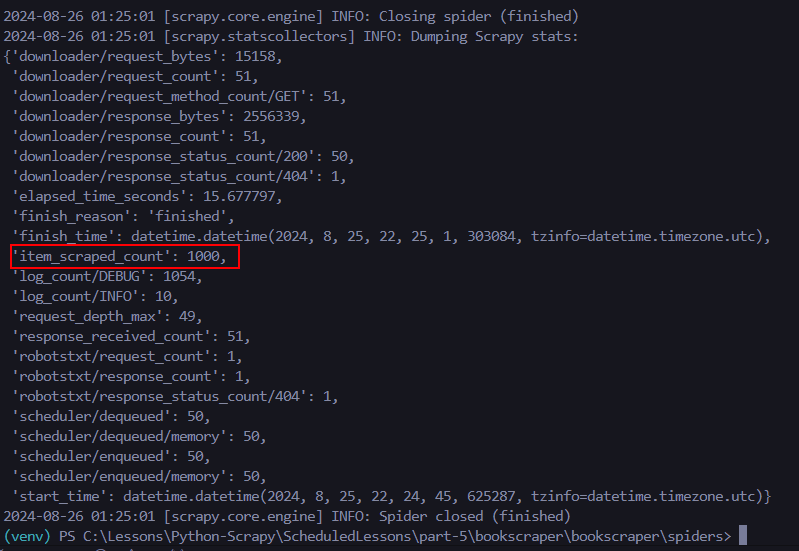 2024-08-26 01:25:01 [scrapy.core.engine] INFO: Closing spider (finished)
2024-08-26 01:25:01 [scrapy.statscollectors] INFO: Dumping Scrapy stats:
{'downloader/request_bytes': 15158,
'downloader/request_count': 51,
'downloader/request_method_count/GET': 51,
'downloader/response_bytes': 2556339,
'downloader/response_count': 51,
'downloader/response_status_count/200': 50,
'downloader/response_status_count/404': 1,
'elapsed_time_seconds': 15.677797,
'finish_reason': 'finished',
'finish_time': datetime.datetime(2024, 8, 25, 22, 25, 1, 303084, tzinfo=datetime.timezone.utc),
'item_scraped_count': 1000,
'log_count/DEBUG': 1054,
'log_count/INFO': 10,
'request_depth_max': 49,
'response_received_count': 51,
'robotstxt/request_count': 1,
'robotstxt/response_count': 1,
'robotstxt/response_status_count/404': 1,
'scheduler/dequeued': 50,
'scheduler/dequeued/memory': 50,
'scheduler/enqueued': 50,
'scheduler/enqueued/memory': 50,
'start_time': datetime.datetime(2024, 8, 25, 22, 24, 45, 625287, tzinfo=datetime.timezone.utc)}
2024-08-26 01:25:01 [scrapy.core.engine] INFO: Spider closed (finished)
(venv) PS C:\Lessons\Python-Scrapy\ScheduledLessons\part-5\bookscraper\bookscraper\spiders>